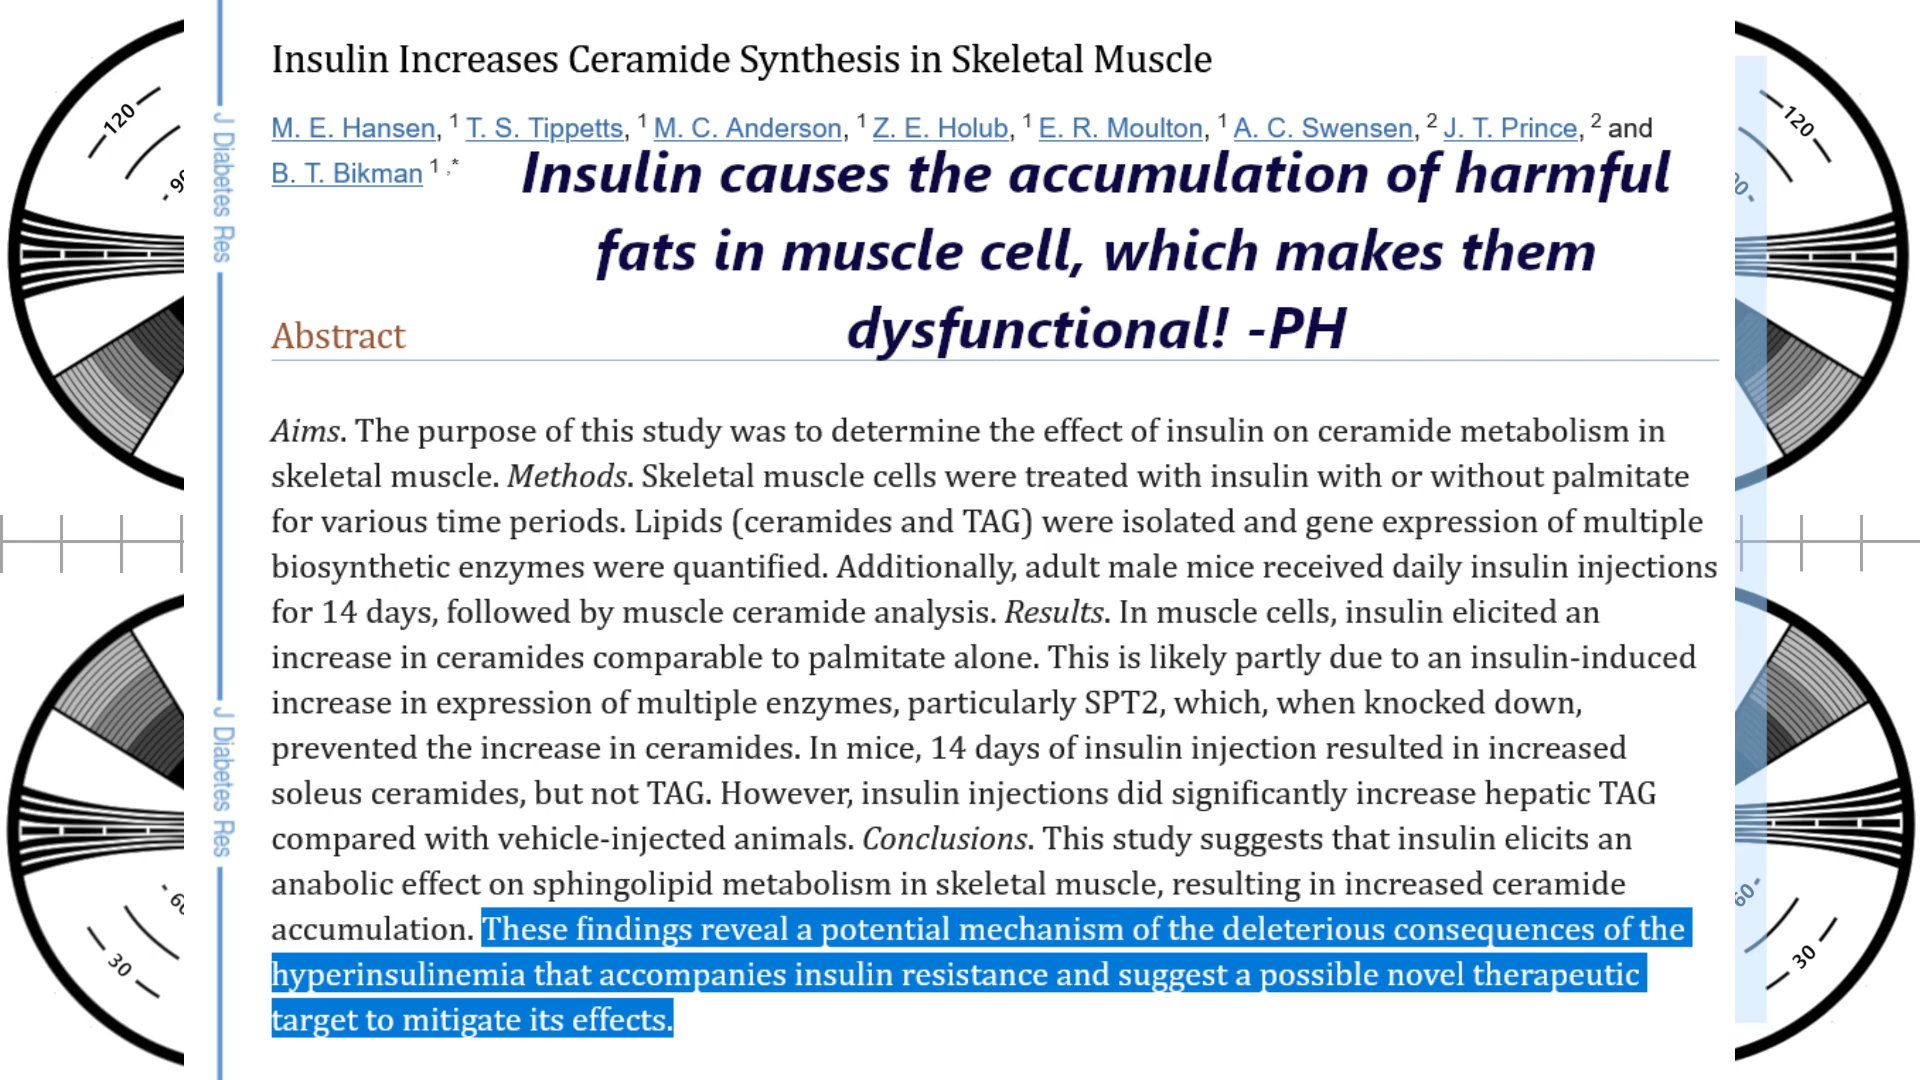 Insulin Increases Ceramide Synthesis in Skeletal Muscle
M. E. Hansen, 1 T. S. Tippetts, 1 M. C. Anderson, 1 Z. E. Holub, 1 E. R. Moulton, 1 A. C. Swensen, 2 J. T. Prince, 2 and
B. T. Bikman 1 ,*
Insulin causes the accumulation of harmful
fats in muscle cell, which makes them
dysfunctional! -PH
Abstract
Aims. The purpose of this study was to determine the effect of insulin on ceramide metabolism in
skeletal muscle. Methods. Skeletal muscle cells were treated with insulin with or without palmitate
for various time periods. Lipids (ceramides and TAG) were isolated and gene expression of multiple
biosynthetic enzymes were quantified. Additionally, adult male mice received daily insulin injections
for 14 days, followed by muscle ceramide analysis. Results. In muscle cells, insulin elicited an
increase in ceramides comparable to palmitate alone. This is likely partly due to an insulin-induced
increase in expression of multiple enzymes, particularly SPT2, which, when knocked down,
prevented the increase in ceramides. In mice, 14 days of insulin injection resulted in increased
soleus ceramides, but not TAG. However, insulin injections did significantly increase hepatic TAG
compared with vehicle-injected animals. Conclusions. This study suggests that insulin elicits an
anabolic effect on sphingolipid metabolism in skeletal muscle, resulting in increased ceramide
accumulation. These findings reveal a potential mechanism of the deleterious consequences of the
hyperinsulinemia that accompanies insulin resistance and suggest a possible novel therapeutic
target to mitigate its effects.
J Diabetes Res
J Diabetes Res
120
90
30
120
30
60